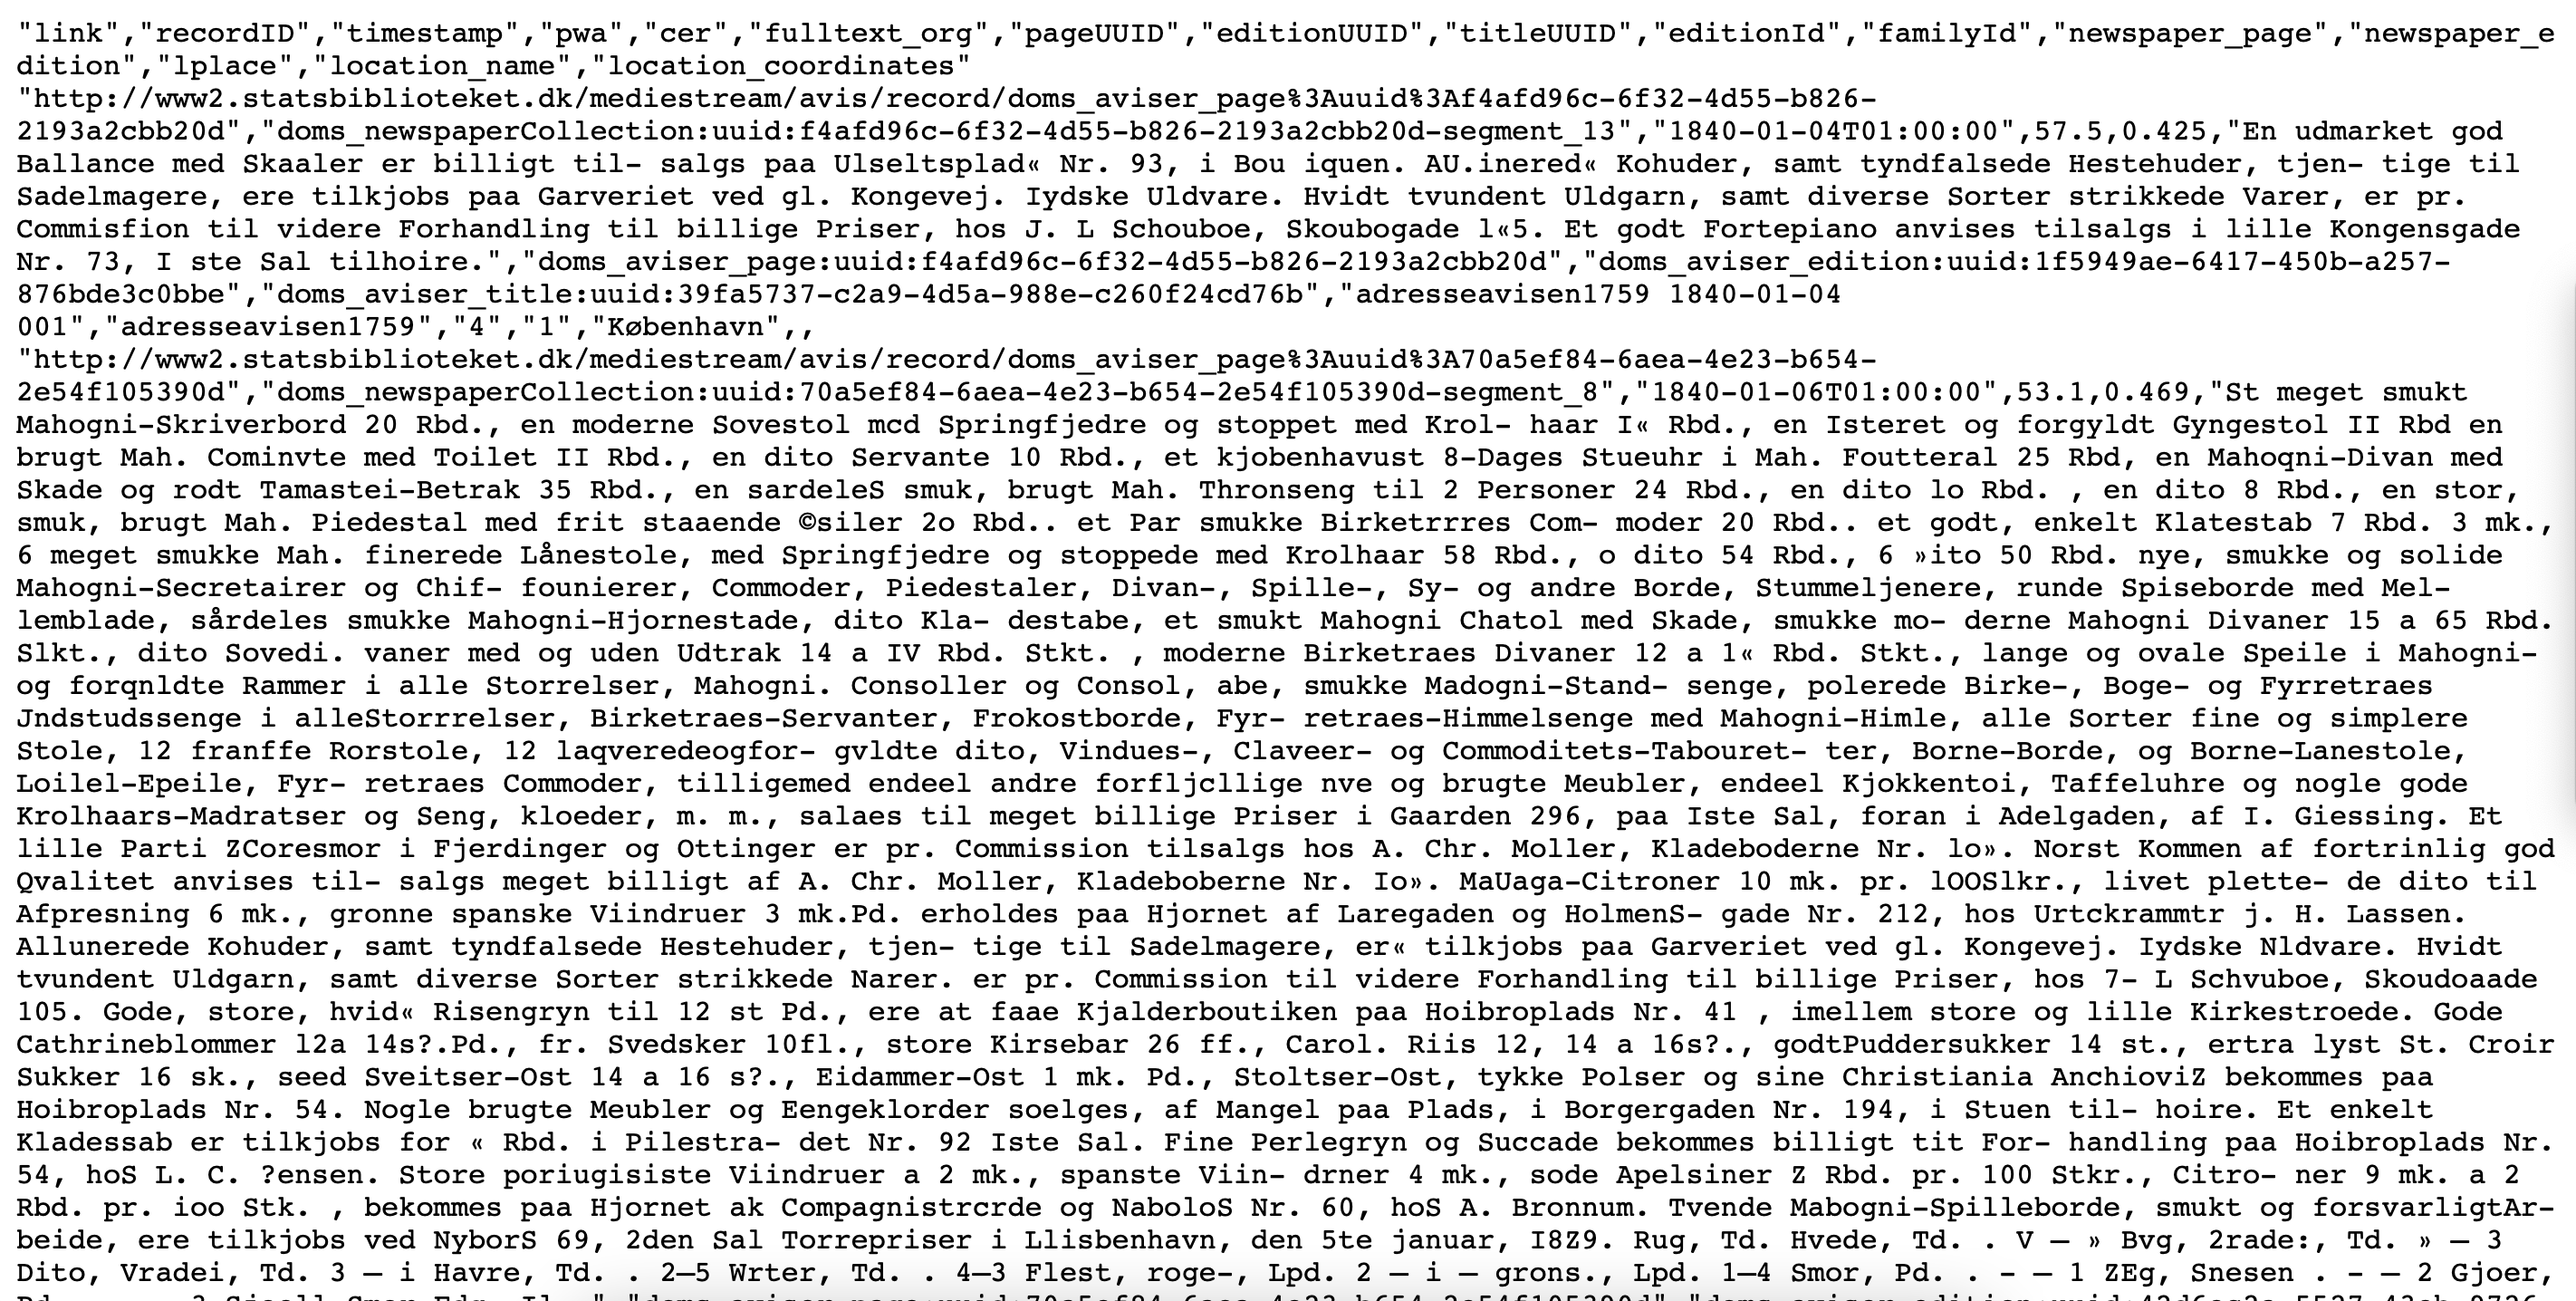 "link","recordID","timestamp","pwa","cer","fulltext_org","pageUUID","editionUUID","titleUUID","editionId","familyId","newspaper_page","newspaper_e
dition","lplace","location_name","location_coordinates"
"http://www2.statsbiblioteket.dk/mediestream/avis/record/doms_aviser_page%3Auuid%3Af4afd96c-6f32-4d55-b826-
2193a2cbb20d","doms_newspaperCollection:uuid:f4afd96c-6f32-4d55-b826-2193a2cbb20d-segment_13","1840-01-04T01:00:00",57.5,0.425,"En udmarket god
Ballance med Skaaler er billigt til- salgs paa Ulseltsplad« Nr. 93, i Bou iquen. AU.inered« Kohuder, samt tyndfalsede Hestehuder, tjen- tige til
Sadelmagere, ere tilkjobs paa Garveriet ved gl. Kongevej. Iydske Uldvare. Hvidt tvundent Uldgarn, samt diverse Sorter strikkede Varer, er pr.
Commisfion til videre Forhandling til billige Priser, hos J. L Schouboe, Skoubogade l«5. Et godt Fortepiano anvises tilsalgs i lille Kongensgade
Nr. 73, I ste Sal tilhoire.","doms_aviser_page:uuid:f4afd96c-6f32-4d55-b826-2193a2cbb20d","doms_aviser_edition:uuid:1f5949ae-6417-450b-a257-
876bde3c0bbe","doms_aviser_title:uuid:39fa5737-c2a9-4d5a-988e-c260f24cd76b","adresseavisen1759 1840-01-04
001","adresseavisen1759","4","1","København",,
"http://www2.statsbiblioteket.dk/mediestream/avis/record/doms_aviser_page%3Auuid%3A70a5ef84-6aea-4e23-b654-
2e54f105390d","doms_newspaperCollection:uuid:70a5ef84-6aea-4e23-b654-2e54f105390d-segment_8","1840-01-06T01:00:00",53.1,0.469,"St meget smukt
Mahogni-Skriverbord 20 Rbd., en moderne Sovestol mcd Springfjedre og stoppet med Krol- haar I« Rbd., en Isteret og forgyldt Gyngestol II Rbd en
brugt Mah. Cominvte med Toilet II Rbd., en dito Servante 10 Rbd., et kjobenhavust 8-Dages Stueuhr i Mah. Foutteral 25 Rbd, en Mahoqni-Divan med
Skade og rodt Tamastei-Betrak 35 Rbd., en sardeleS smuk, brugt Mah. Thronseng til 2 Personer 24 Rbd., en dito lo Rbd. , en dito 8 Rbd., en stor,
smuk, brugt Mah. Piedestal med frit staaende ©siler 2o Rbd.. et Par smukke Birketrrres Com- moder 20 Rbd.. et godt, enkelt Klatestab 7 Rbd. 3 mk.,
6 meget smukke Mah. finerede Lånestole, med Springfjedre og stoppede med Krolhaar 58 Rbd., o dito 54 Rbd., 6 »ito 50 Rbd. nye, smukke og solide
Mahogni-Secretairer og Chif- founierer, Commoder, Piedestaler, Divan-, Spille-, Sy- og andre Borde, Stummeljenere, runde Spiseborde med Mel-
lemblade, sårdeles smukke Mahogni-Hjornestade, dito Kla- destabe, et smukt Mahogni Chatol med Skade, smukke mo- derne Mahogni Divaner 15 a 65 Rbd.
Slkt., dito Sovedi. vaner med og uden Udtrak 14 a IV Rbd. Stkt. , moderne Birketraes Divaner 12 a 1« Rbd. Stkt., lange og ovale Speile i Mahogni-
og forqnldte Rammer i alle Storrelser, Mahogni. Consoller og Consol, abe, smukke Madogni-Stand- senge, polerede Birke-, Boge- og Fyrretraes
Jndstudssenge i alleStorrrelser, Birketraes-Servanter, Frokostborde, Fyr- retraes-Himmelsenge med Mahogni-Himle, alle Sorter fine og simplere
Stole, 12 franffe Rorstole, 12 laqveredeogfor- gvldte dito, Vindues-, Claveer- og Commoditets-Tabouret- ter, Borne-Borde, og Borne-Lanestole,
Loilel-Epeile, Fyr- retraes Commoder, tilligemed endeel andre forfljcllige nve og brugte Meubler, endeel Kjokkentoi, Taffeluhre og nogle gode
Krolhaars-Madratser og Seng, kloeder, m. m., salaes til meget billige Priser i Gaarden 296, paa Iste Sal, foran i Adelgaden, af I. Giessing. Et
lille Parti ZCoresmor i Fjerdinger og Ottinger er pr. Commission tilsalgs hos A. Chr. Moller, Kladeboderne Nr. lo». Norst Kommen af fortrinlig god
Qvalitet anvises til- salgs meget billigt af A. Chr. Moller, Kladeboberne Nr. Io». MaUaga-Citroner 10 mk. pr. lOOSlkr., livet plette- de dito til
Afpresning 6 mk., gronne spanske Viindruer 3 mk.Pd. erholdes paa Hjornet af Laregaden og HolmenS- gade Nr. 212, hos Urtckrammtr j. H. Lassen.
Allunerede Kohuder, samt tyndfalsede Hestehuder, tjen- tige til Sadelmagere, er« tilkjobs paa Garveriet ved gl. Kongevej. Iydske Nldvare. Hvidt
tvundent Uldgarn, samt diverse Sorter strikkede Narer. er pr. Commission til videre Forhandling til billige Priser, hos 7- L Schvuboe, Skoudoaade
105. Gode, store, hvid« Risengryn til 12 st Pd., ere at faae Kjalderboutiken paa Hoibroplads Nr. 41 , imellem store og lille Kirkestroede. Gode
Cathrineblommer l2a 14s?.Pd., fr. Svedsker 10fl., store Kirsebar 26 ff., Carol. Riis 12, 14 a 16s?., godtPuddersukker 14 st., ertra lyst St. Croir
Sukker 16 sk., seed Sveitser-Ost 14 a 16 s?., Eidammer-Ost 1 mk. Pd., Stoltser-Ost, tykke Polser og sine Christiania AnchioviZ bekommes paa
Hoibroplads Nr. 54. Nogle brugte Meubler og Eengeklorder soelges, af Mangel paa Plads, i Borgergaden Nr. 194, i Stuen til- hoire. Et enkelt
Kladessab er tilkjobs for « Rbd. i Pilestra- det Nr. 92 Iste Sal. Fine Perlegryn og Succade bekommes billigt tit For- handling paa Hoibroplads Nr.
54, hoS L. C. ?ensen. Store poriugisiste Viindruer a 2 mk., spanste Viin- drner 4 mk., sode Apelsiner Z Rbd. pr. 100 Stkr., Citro- ner 9 mk. a 2
Rbd. pr. ioo Stk. , bekommes paa Hjornet ak Compagnistrcrde og NaboloS Nr. 60, hoS A. Bronnum. Tvende Mabogni-Spilleborde, smukt og forsvarligtAr-
beide, ere tilkjobs ved NyborS 69, 2den Sal Torrepriser i Llisbenhavn, den 5te januar, I8Z9. Rug, Td. Hvede, Td. . V — » Bvg, 2rade:, Td. » — 3
Dito, Vradei, Td. 3 — i Havre, Td. . 2—5 Wrter, Td. . 4—3 Flest, roge-, Lpd. 2 — i — grons., Lpd. 1—4 Smor, Pd. . - — 1 ZEg, Snesen . - — 2 Gjoer,